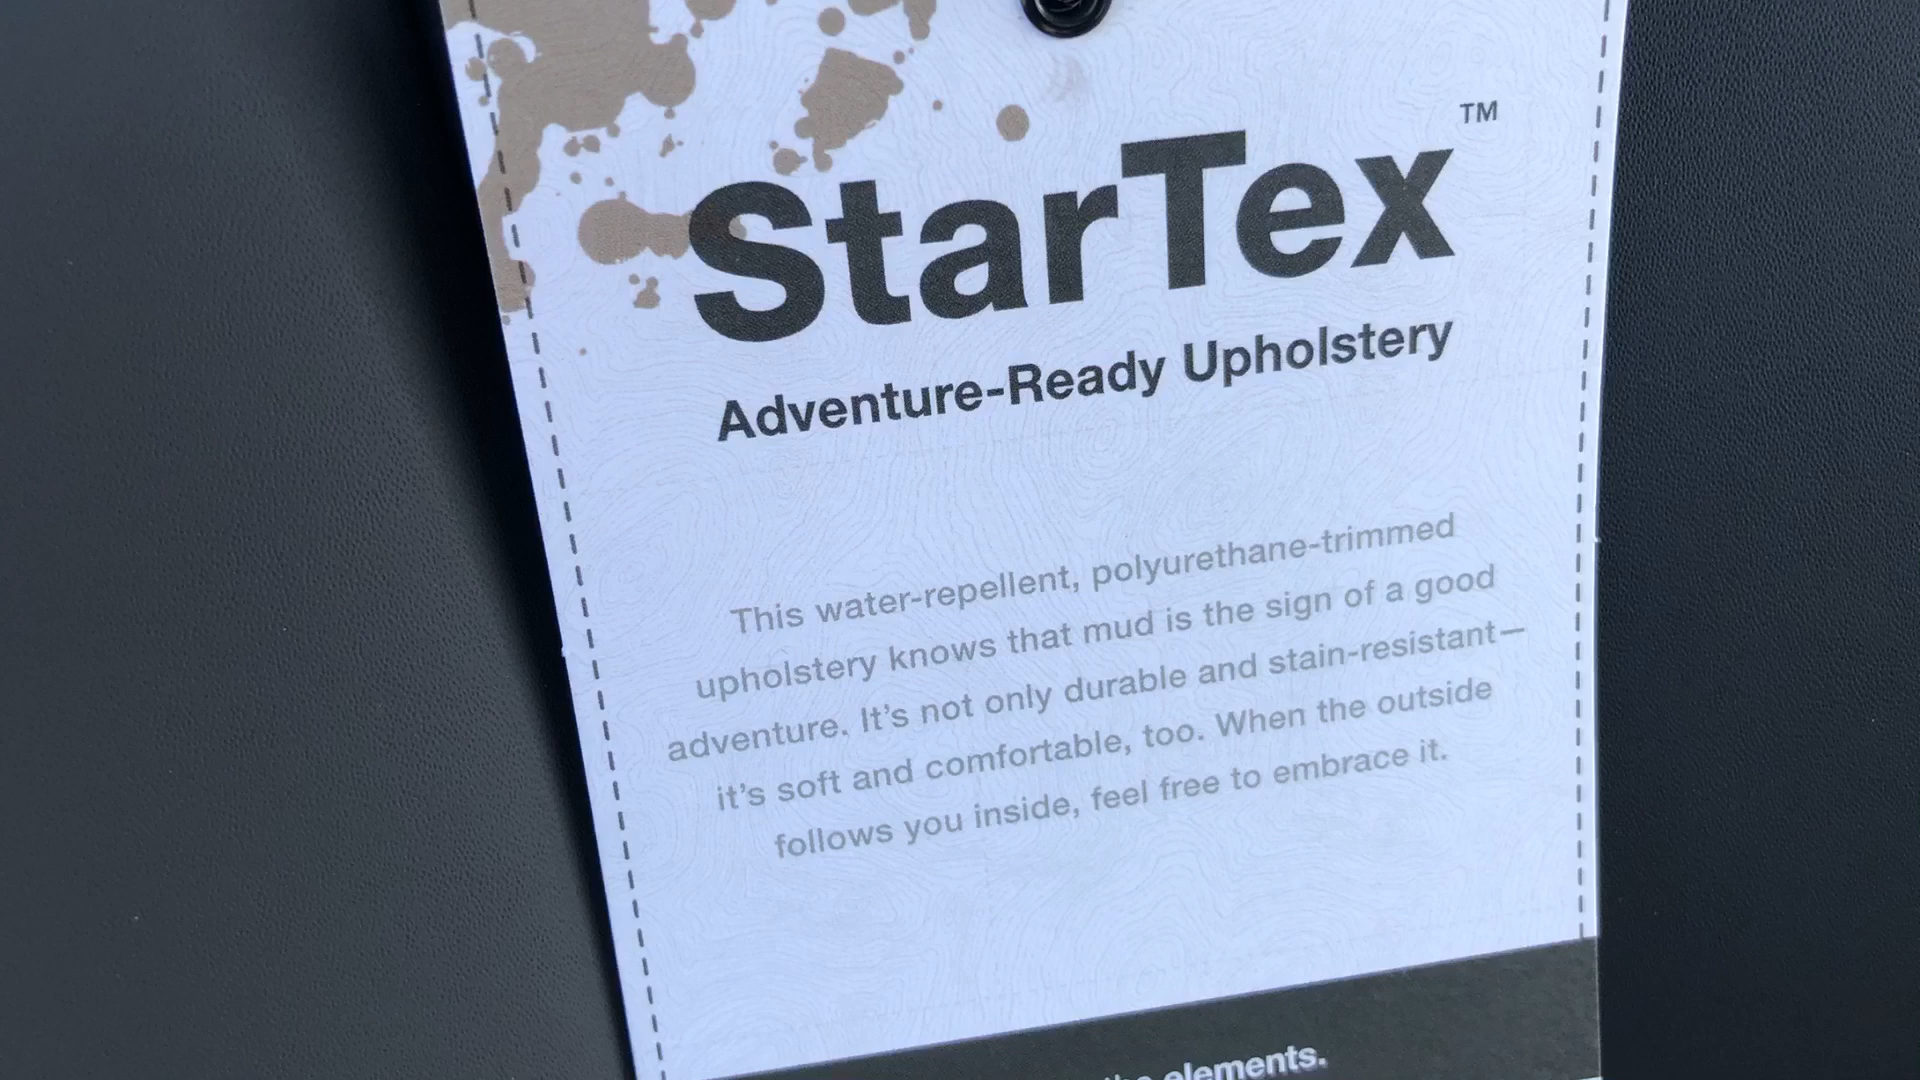 StarTex™
Adventure-Ready Upholstery
This water-repellent, polyurethane-trimmed
upholstery knows that mud is the sign of a good
adventure. It's not only durable and stain-resistant—
it's soft and comfortable, too. When the outside
follows you inside, feel free to embrace it.
elements.